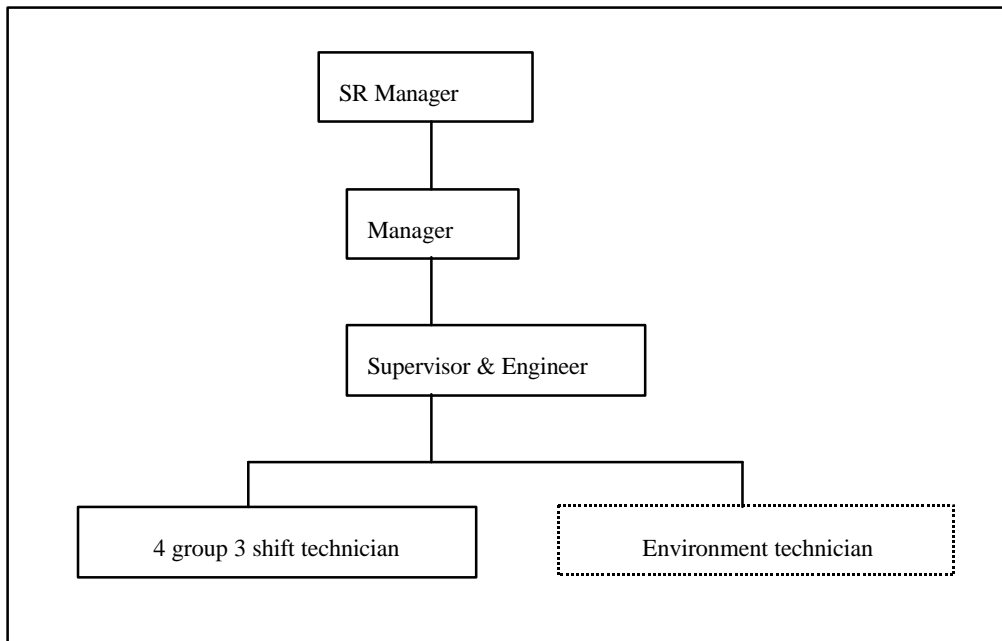 SR Manager
Manager
Supervisor & Engineer
4 group 3 shift technician
Environment technician